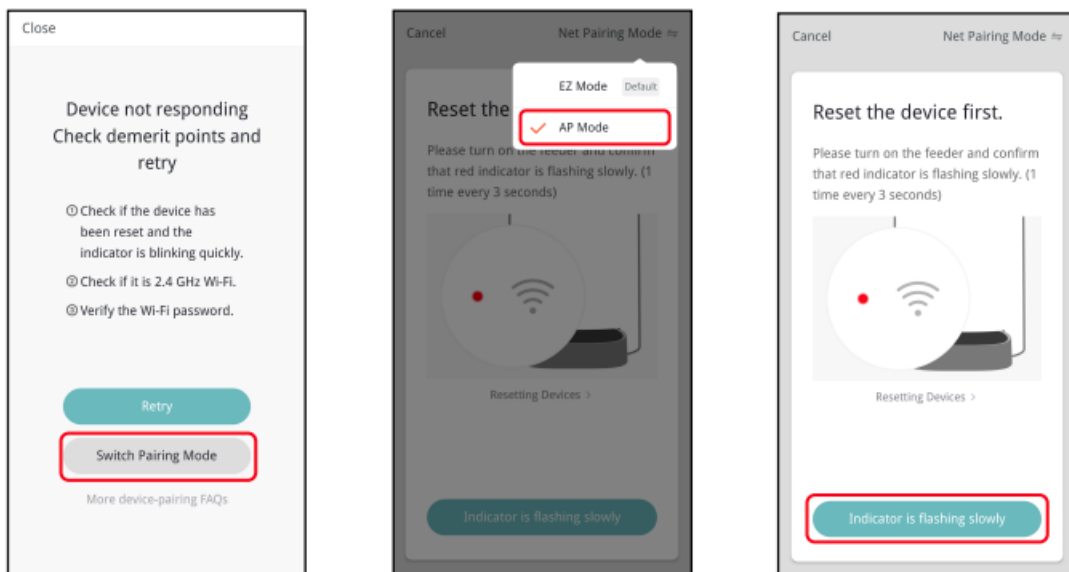 Close
Device not responding
Check demerit points and
retry
① Check if the device has
been reset and the
indicator is blinking quickly.
② Check if it is 2.4 GHz Wi-Fi.
③ Verify the Wi-Fi password.
Retry
Switch Pairing Mode
More device-pairing FAQs
Cancel
Net Pairing Mode ⇋
EZ Mode Default
AP Mode
Reset the
Please turn on the feeder and confirm
that red indicator is flashing slowly. (1
time every 3 seconds)
Resetting Devices >
Indicator is flashing slowly
Cancel
Net Pairing Mode ⇋
Reset the device first.
Please turn on the feeder and confirm
that red indicator is flashing slowly. (1
time every 3 seconds)
Resetting Devices >
Indicator is flashing slowly